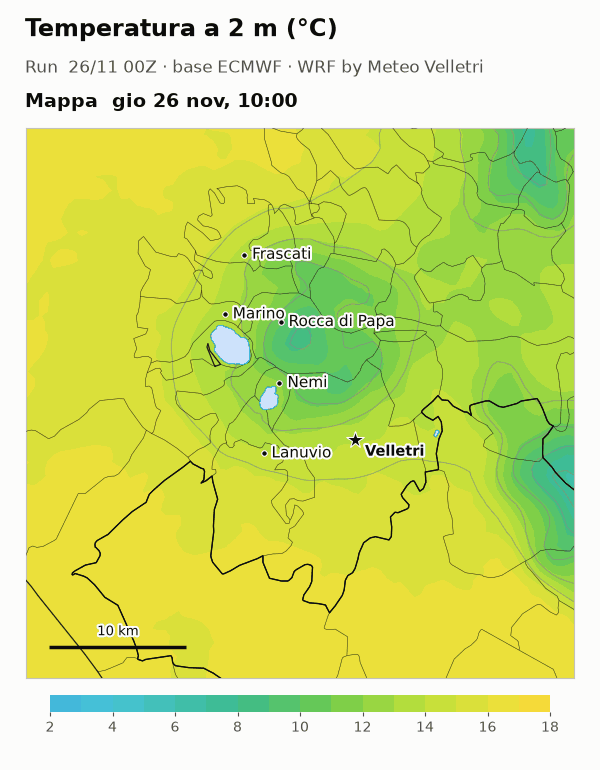 Temperatura a 2 m (°C)
Run  26/11 00Z · base ECMWF · WRF by Meteo Velletri
Mappa  gio 26 nov, 10:00
Frascati
Marino
Rocca di Papa
Nemi
Velletri
Lanuvio
10 km
2 4 6 8 10 12 14 16 18